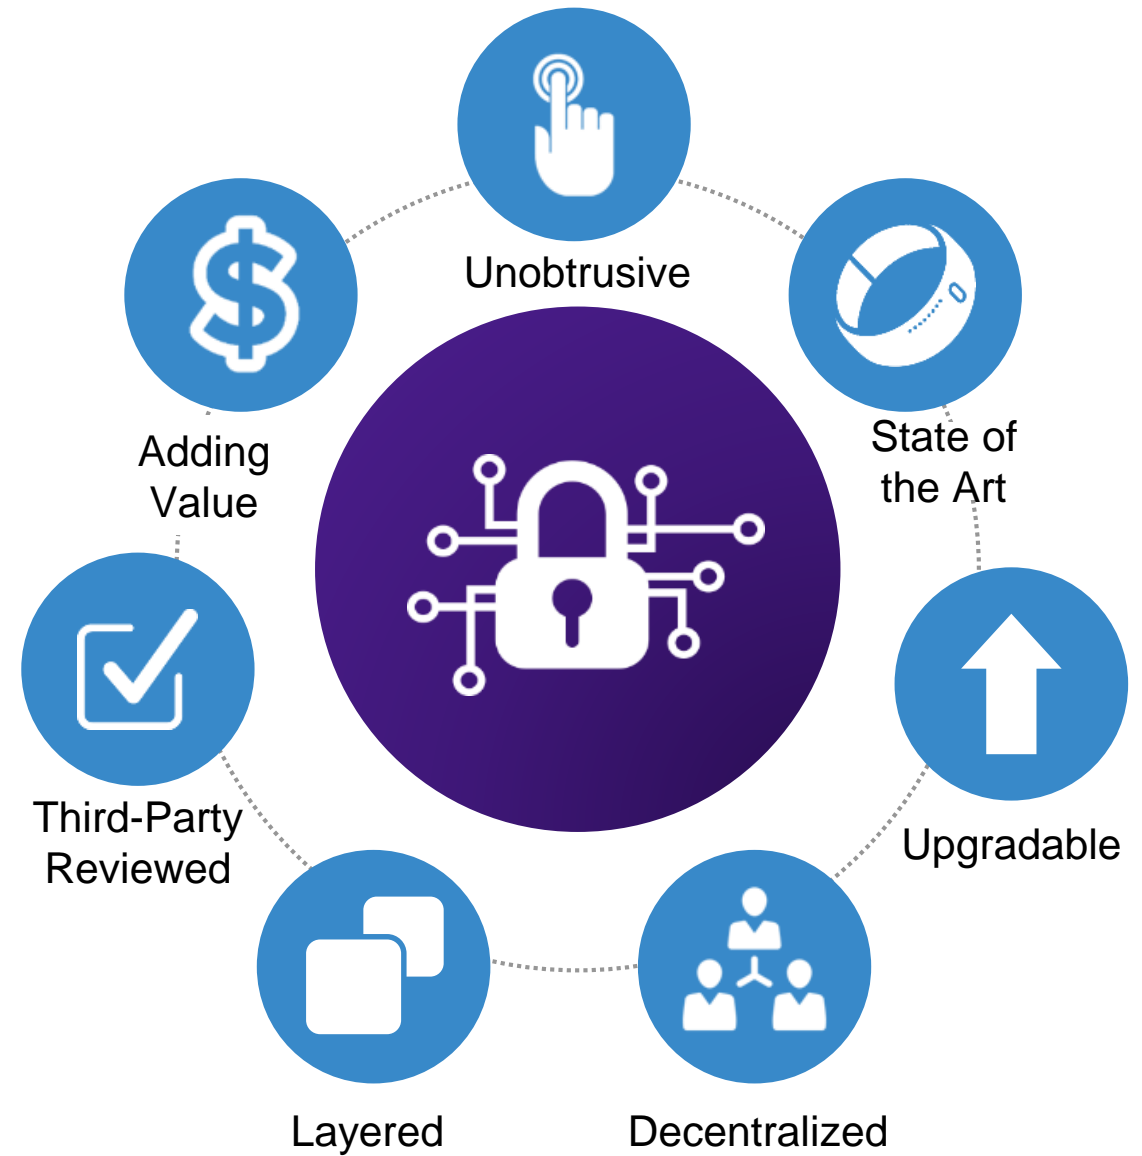 Unobtrusive
State of
the Art
Upgradable
Decentralized
Layered
Third-Party
Reviewed
Adding
Value